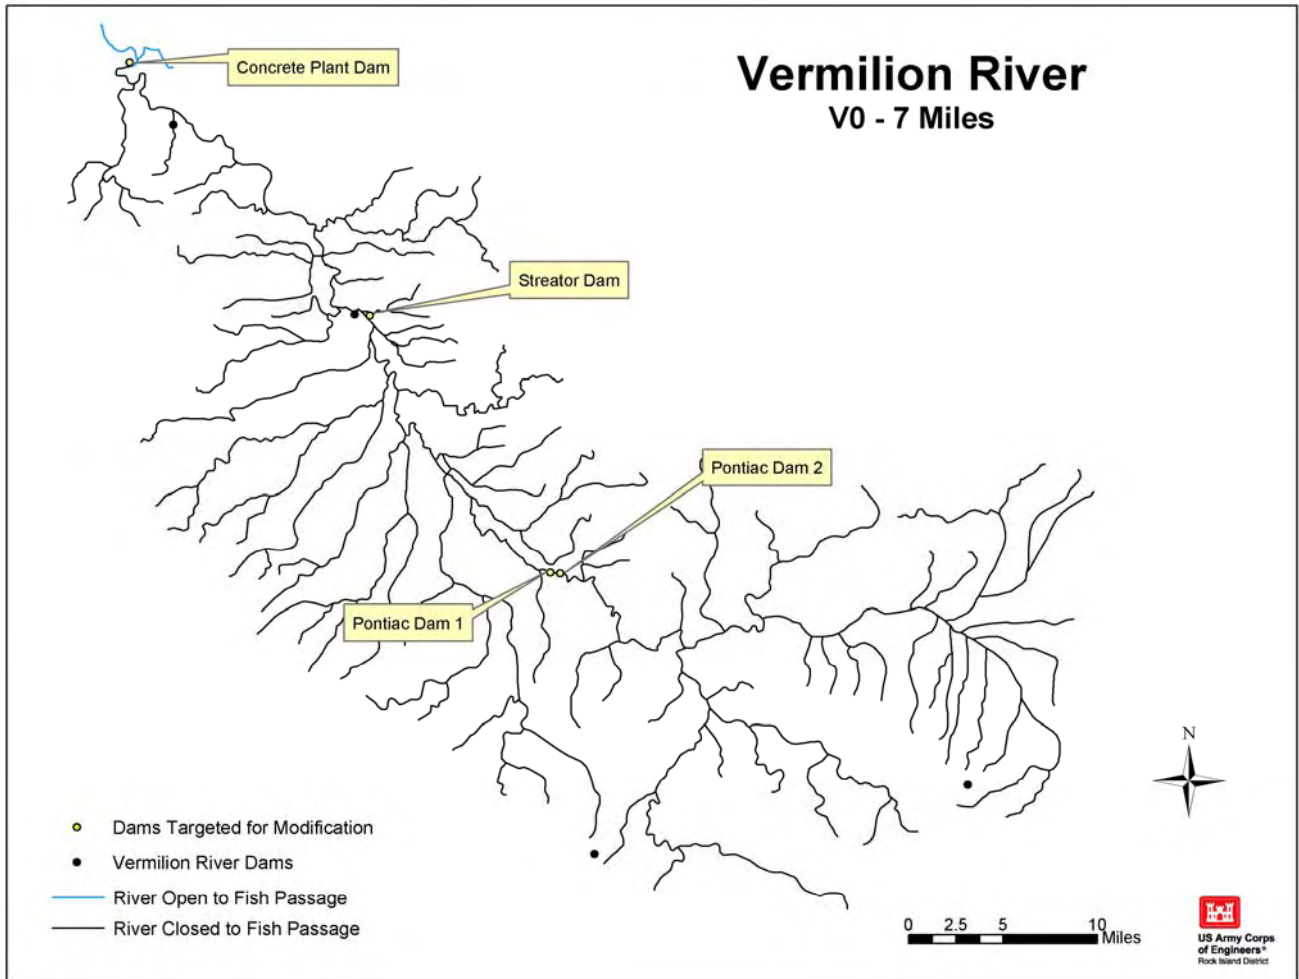 Vermilion River
V0 - 7 Miles
Concrete Plant Dam
Streator Dam
Pontiac Dam 2
Pontiac Dam 1
N
Dams Targeted for Modification
Vermilion River Dams
River Open to Fish Passage
River Closed to Fish Passage
0 2.5 5 10
Miles
US Army Corps
of Engineers®
Rock Island District